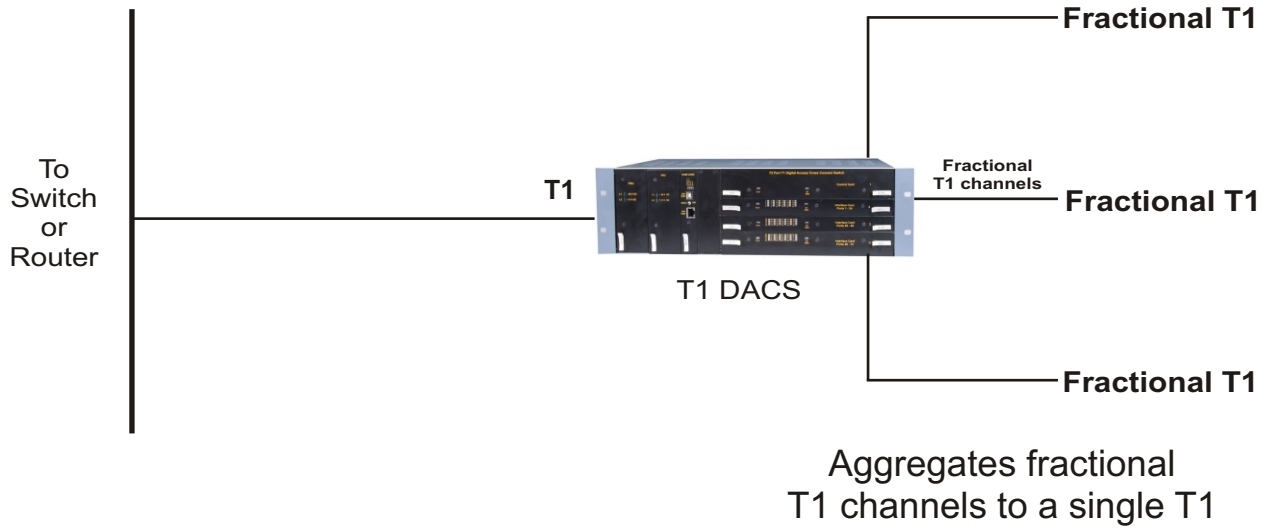 Fractional T1
To
Switch
or
Router
T1
Fractional
T1 channels
Fractional T1
T1 DACS
Fractional T1
Aggregates fractional
T1 channels to a single T1